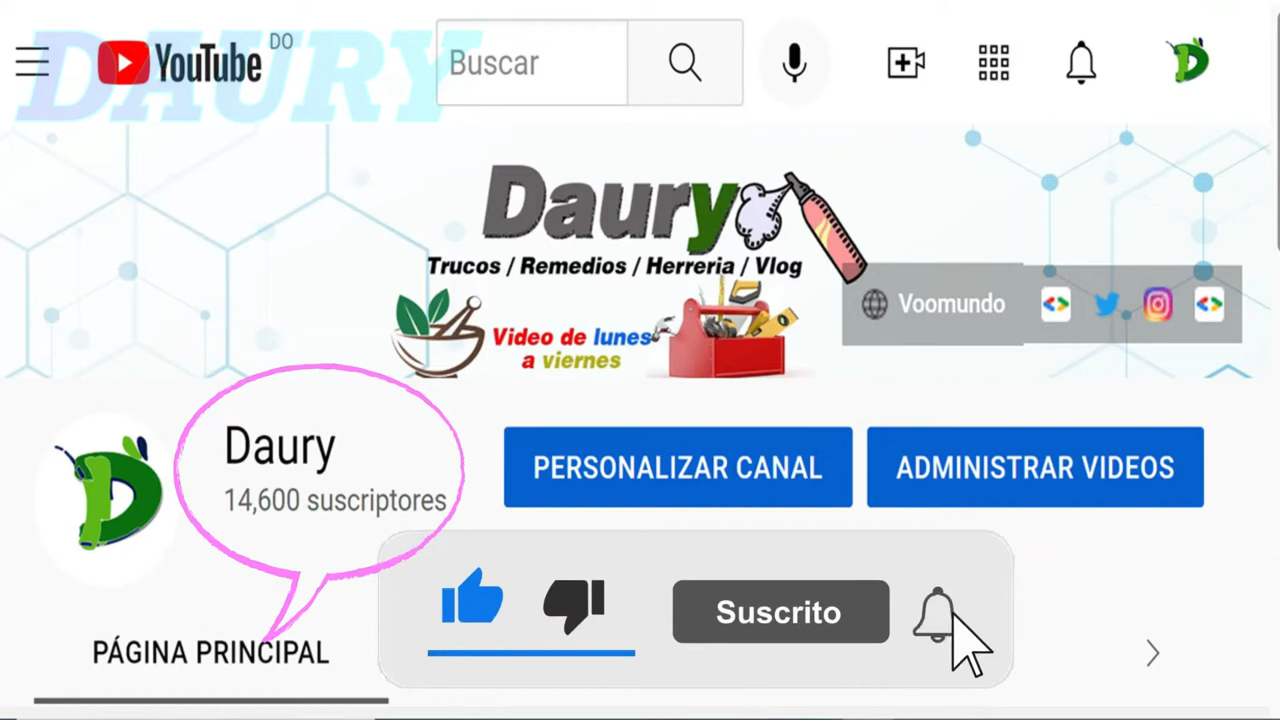 DAURY
YouTube DO
Buscar
Daury
Trucos / Remedios / Herreria / Vlog
Video de lunes
a viernes
Voomundo
Daury
14,600 suscriptores
PERSONALIZAR CANAL
ADMINISTRAR VIDEOS
Suscrito
PÁGINA PRINCIPAL